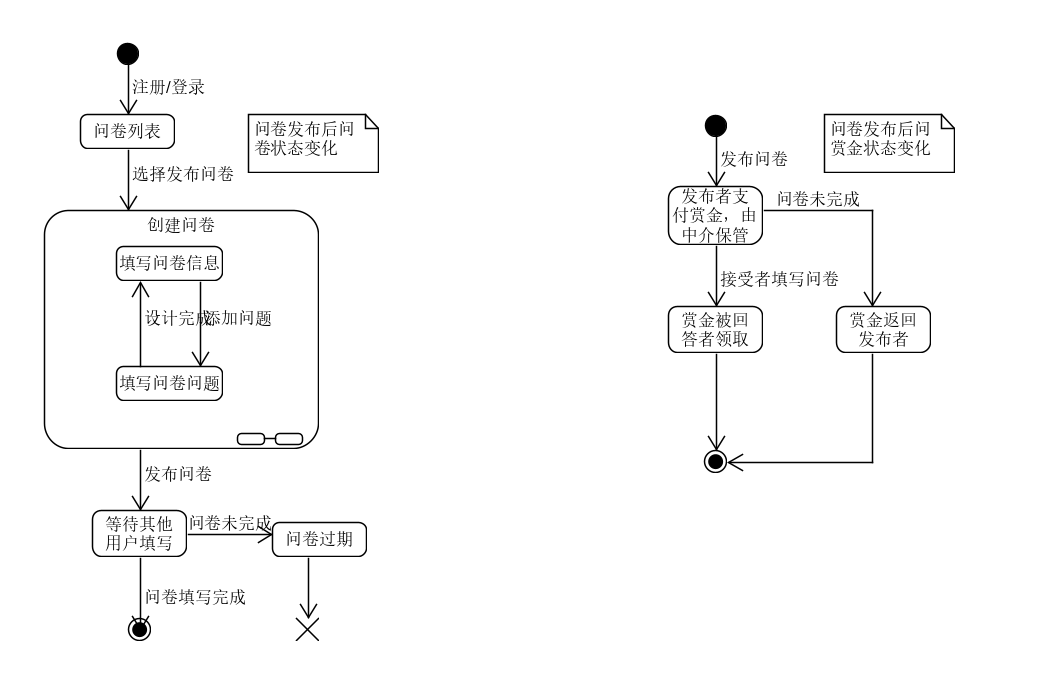 注册/登录
问卷列表
问卷发布后问
卷状态变化
选择发布问卷
创建问卷
填写问卷信息
设计完成
添加问题
填写问卷问题
发布问卷
等待其他
用户填写
问卷未完成
问卷过期
问卷填写完成
问卷发布后问
赏金状态变化
发布问卷
发布者支
付赏金，由
中介保管
问卷未完成
接受者填写问卷
赏金被回
答者领取
赏金返回
发布者